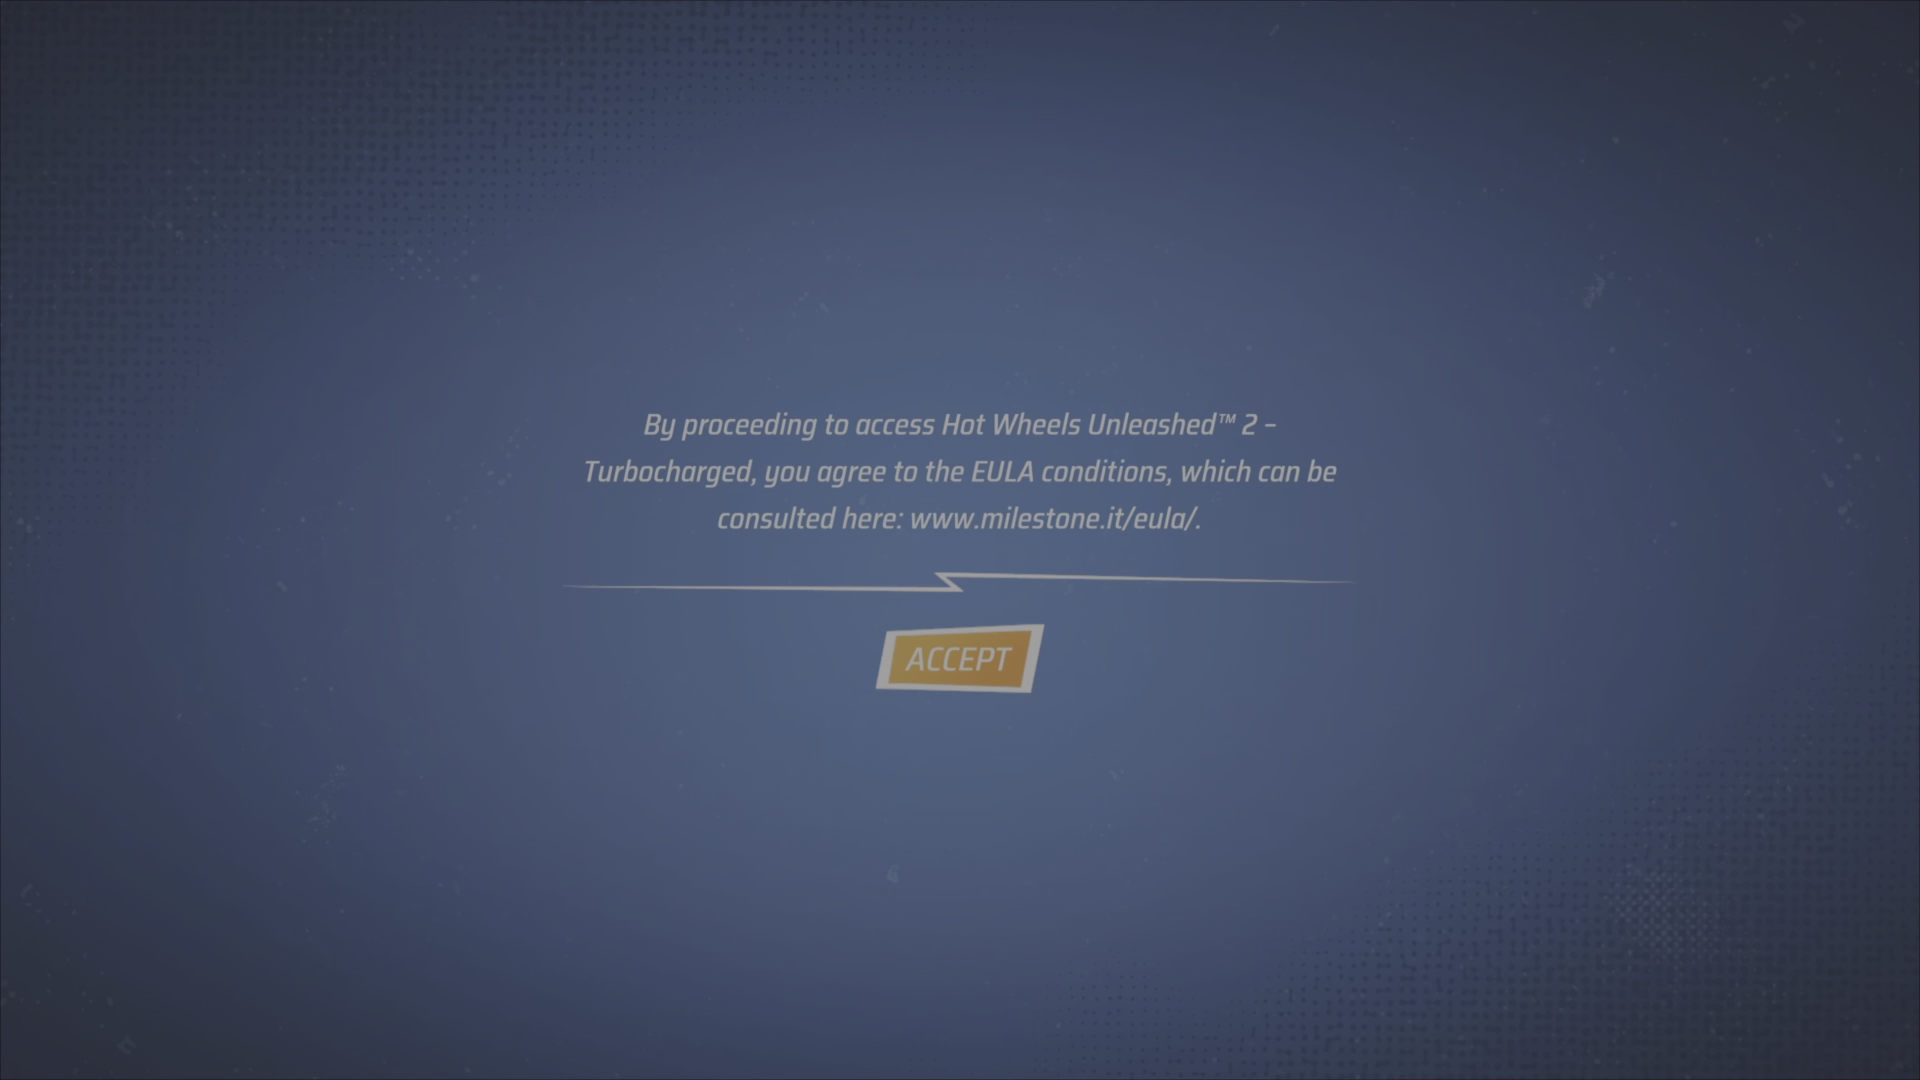 By proceeding to access Hot Wheels Unleashed™ 2 –
Turbocharged, you agree to the EULA conditions, which can be
consulted here: www.milestone.it/eula/.
ACCEPT